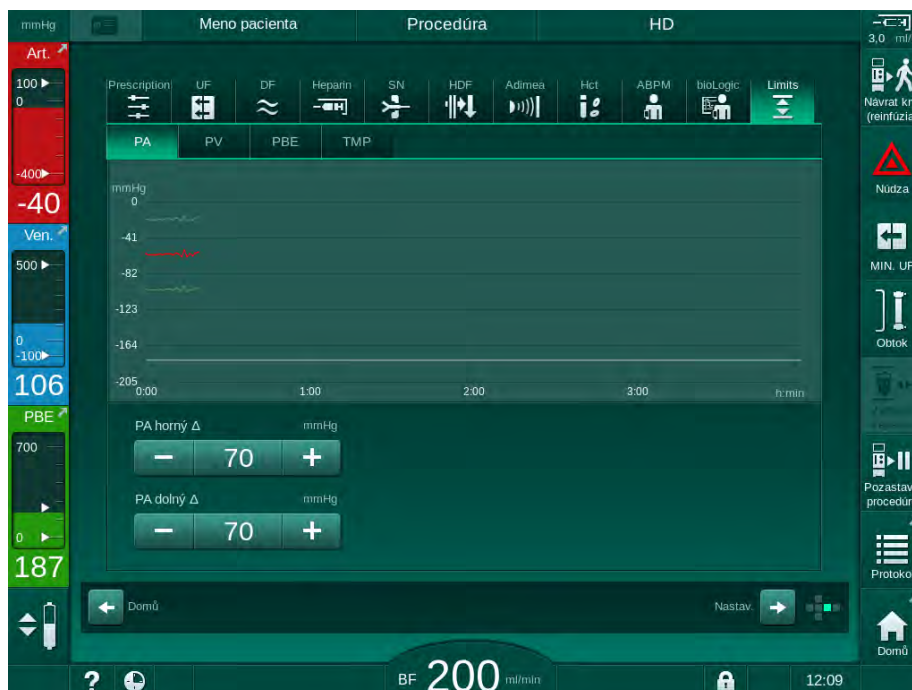 mmHg
Meno pacienta
Procedúra
HD
3,0 ml/
Art.
100
0
-400
-40
Ven.
500
0
-100
106
PBE
700
0
187
Prescription
UF
DF
Heparin
SN
HDF
Adimea
Hct
ABPM
bioLogic
Limits
PA
PV
PBE
TMP
mmHg
0
-41
-82
-123
-164
-205
0:00
1:00
2:00
3:00
h:min
PA horný Δ
mmHg
− 70 +
PA dolný Δ
mmHg
− 70 +
Domů
Nastav.
Návrat kr
(reinfúzia
Núdza
MIN. UF
Obtok
Pozastav
procedúr
Protoko
Domů
?
BF 200 ml/min
12:09